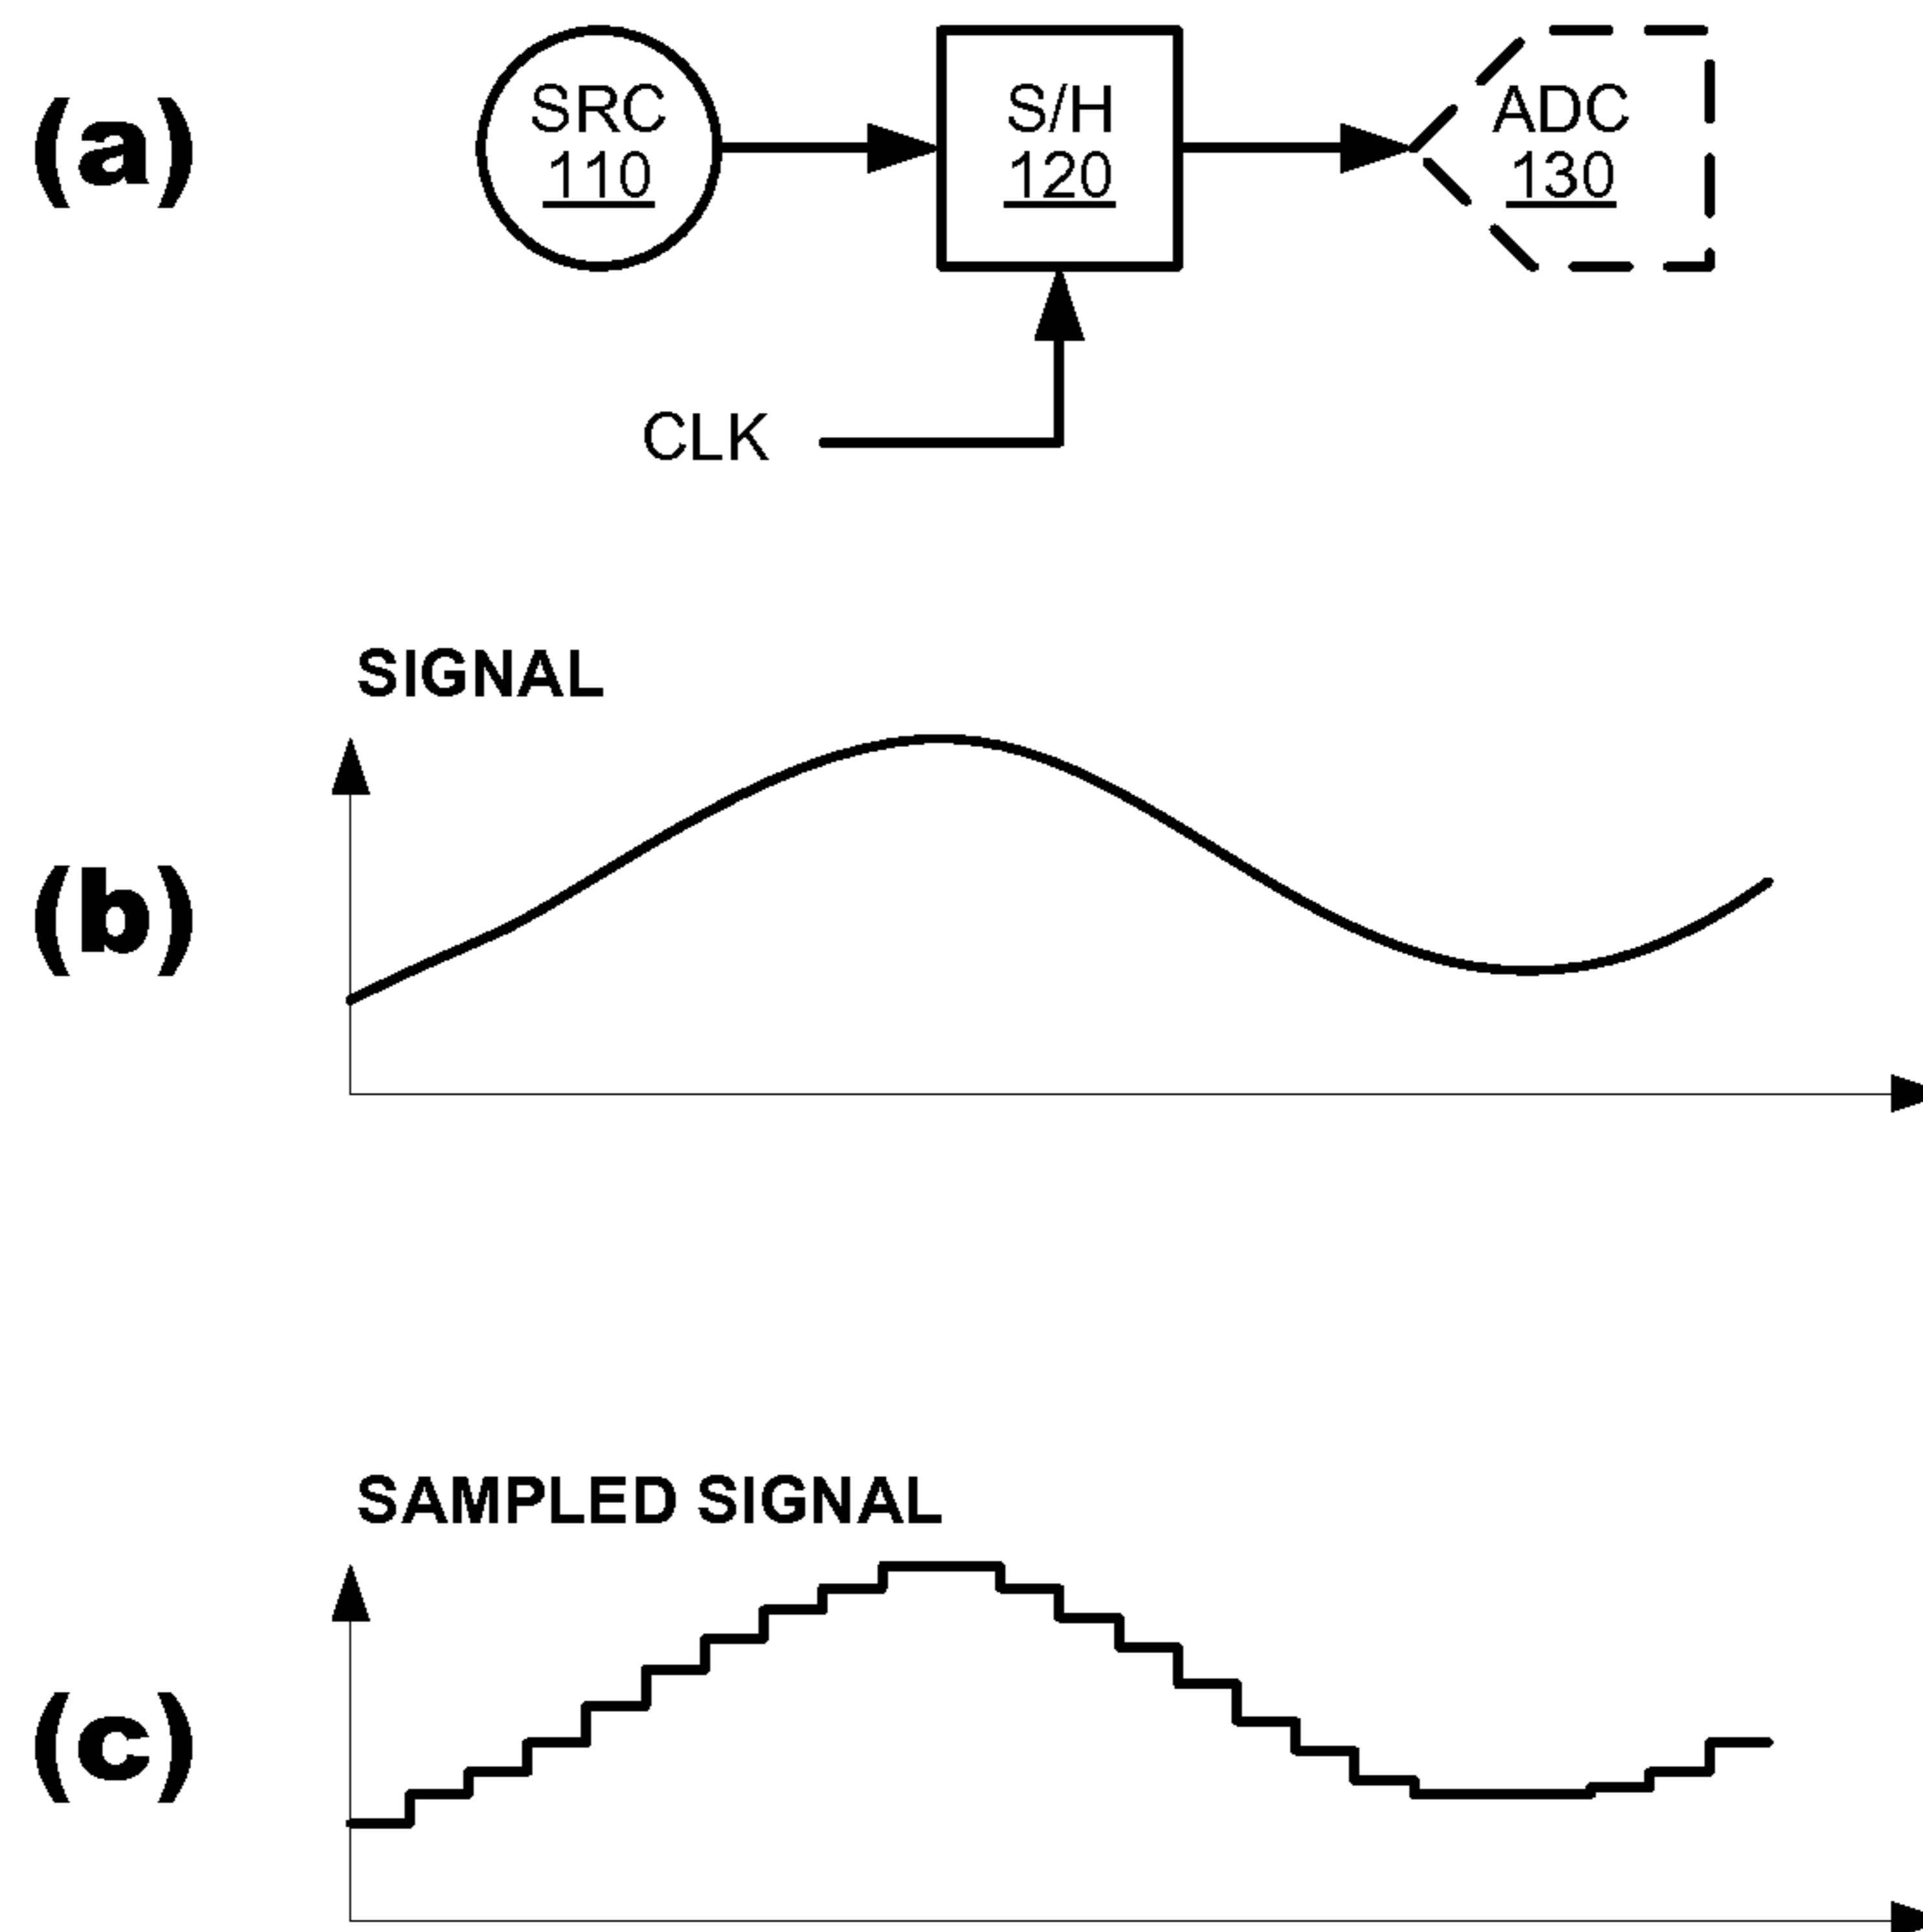 (a)
SRC
110
S/H
120
ADC
130
CLK
SIGNAL
(b)
SAMPLED SIGNAL
(c)